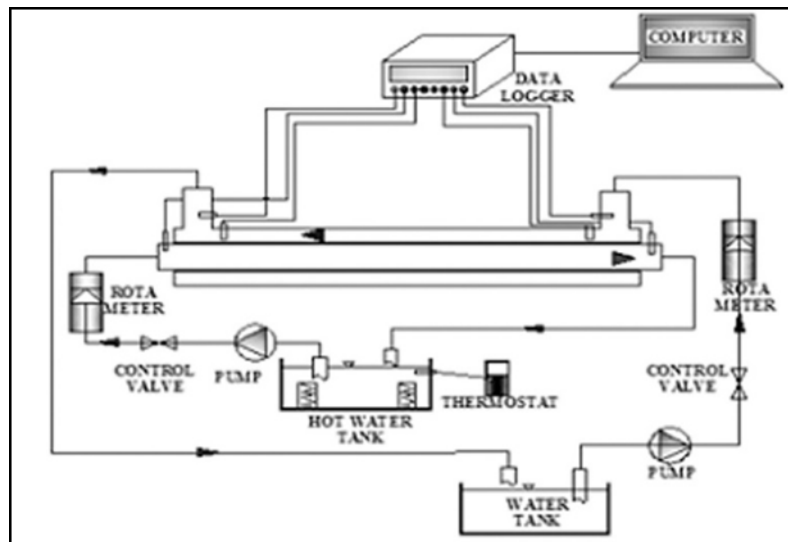 COMPUTER
DATA
LOGGER
ROTA
METER
ROTA
METER
CONTROL
VALVE
PUMP
THERMOSTAT
CONTROL
VALVE
HOT WATER
TANK
PUMP
WATER
TANK